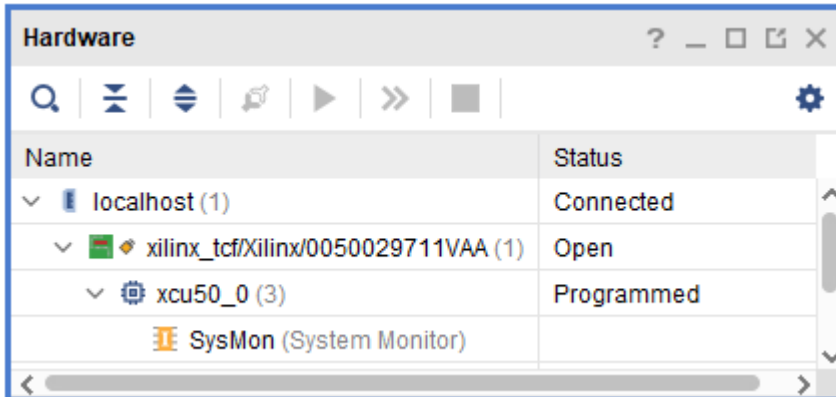 Hardware
Name Status
localhost (1) Connected
xilinx_tcf/Xilinx/0050029711VAA (1) Open
xcu50_0 (3) Programmed
SysMon (System Monitor)